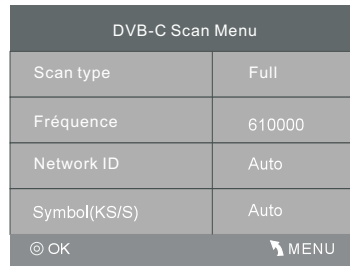 DVB-C Scan Menu
Scan type Full
Fréquence 610000
Network ID Auto
Symbol(KS/S) Auto
OK MENU